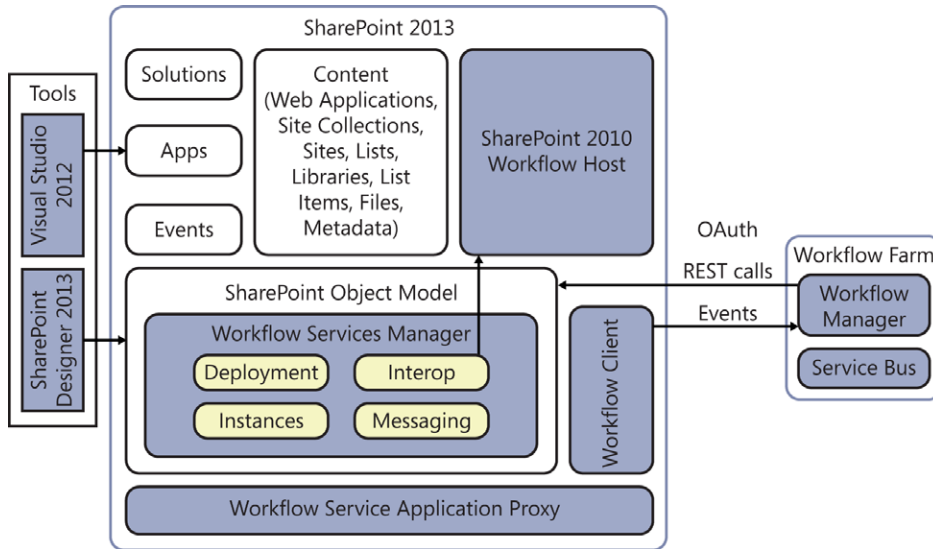 SharePoint 2013
Tools
Visual Studio
2012
SharePoint
Designer 2013
Solutions
Apps
Events
Content
(Web Applications,
Site Collections,
Sites, Lists,
Libraries, List
Items, Files,
Metadata)
SharePoint 2010
Workflow Host
SharePoint Object Model
Workflow Services Manager
Deployment
Interop
Instances
Messaging
Workflow Client
Workflow Service Application Proxy
OAuth
REST calls
Events
Workflow Farm
Workflow
Manager
Service Bus